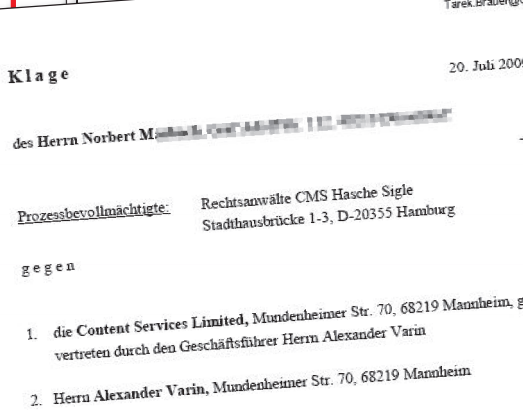 Klage
20. Juli 200
des Herrn Norbert M
Prozessbevollmächtigte: Rechtsanwälte CMS Hasche Sigle
Stadthausbrücke 1-3, D-20355 Hamburg
gegen
1. die Content Services Limited, Mundenheimer Str. 70, 68219 Mannheim, g
vertreten durch den Geschäftsführer Herrn Alexander Varin
2. Herrn Alexander Varin, Mundenheimer Str. 70, 68219 Mannheim